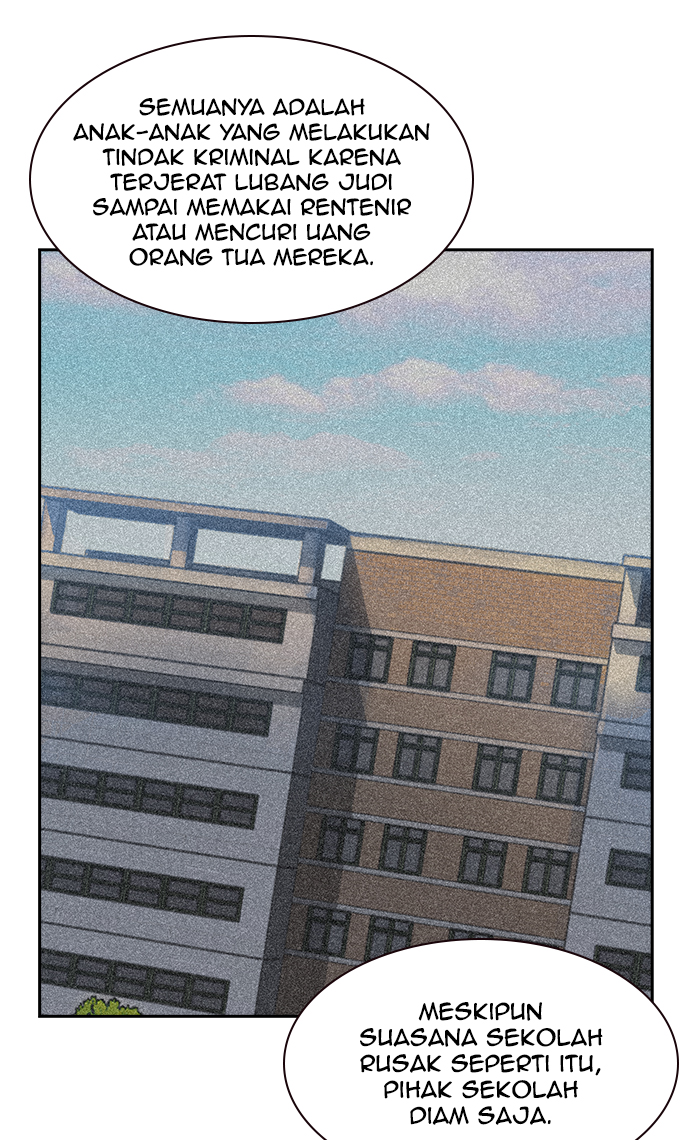 SEMUANYA ADALAH
ANAK-ANAK YANG MELAKUKAN
TINDAK KRIMINAL KARENA
TERJERAT LUBANG JUDI
SAMPAI MEMAKAI RENTENIR
ATAU MENCURI UANG
ORANG TUA MEREKA.
MESKIPUN
SUASANA SEKOLAH
RUSAK SEPERTI ITU,
PIHAK SEKOLAH
DIAM SAJA.